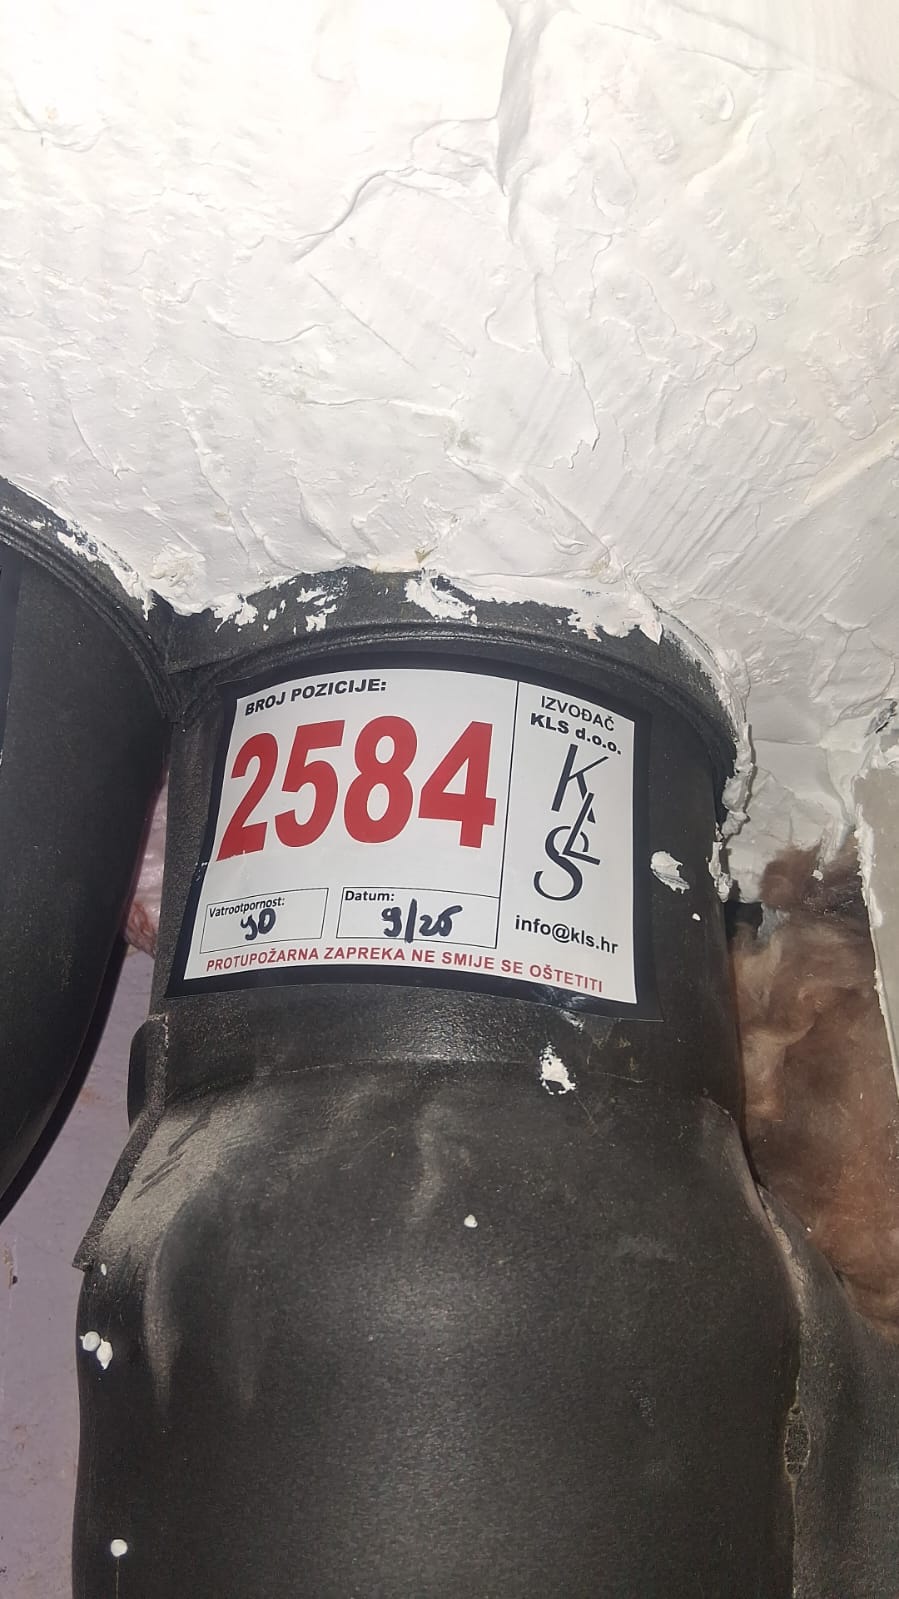 BROJ POZICIJE:
2584
Vatrootpornost:
90
Datum:
9/25
IZVOĐAČ
KLS d.o.o.
KLS
info@kls.hr
PROTUPOŽARNA ZAPREKA NE SMIJE SE OŠTETITI